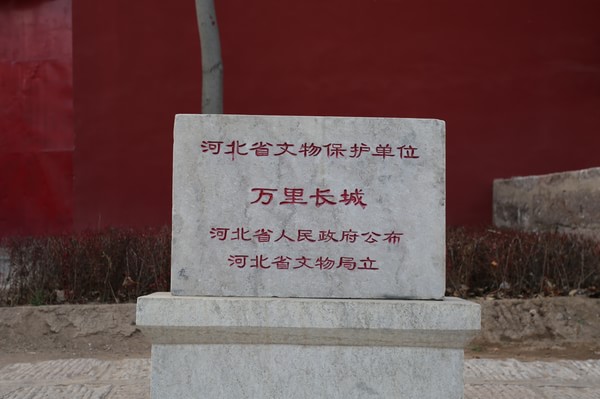 河北省文物保护单位
万里长城
河北省人民政府公布
河北省文物局立